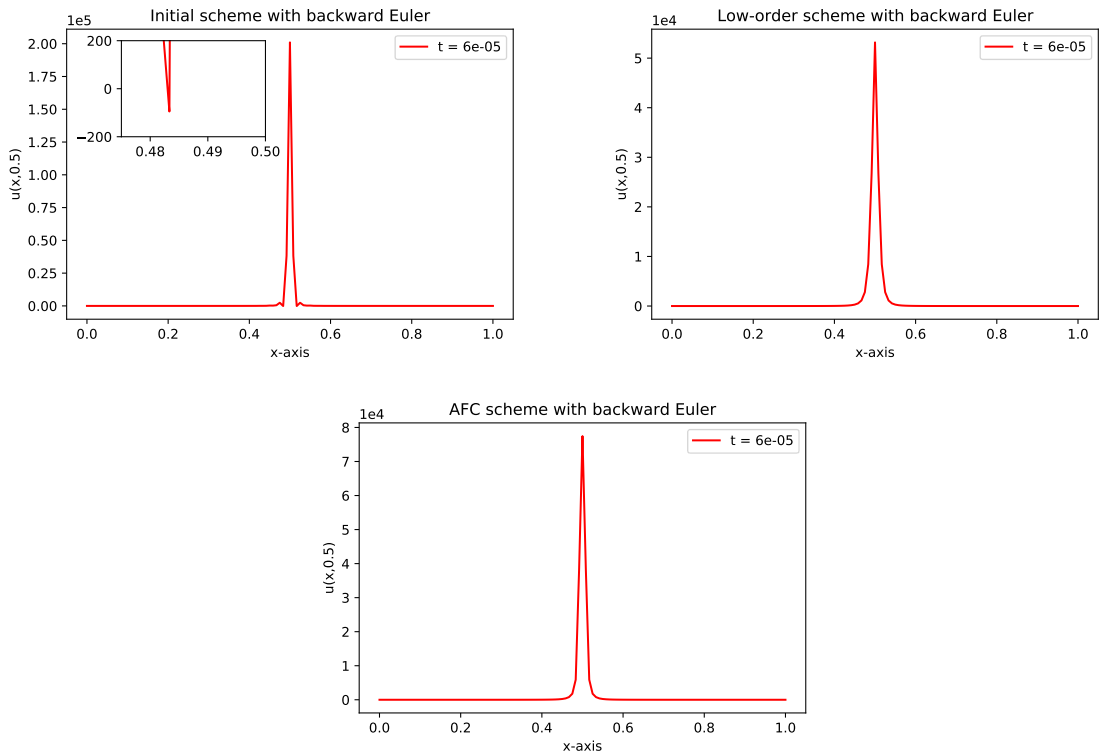 Initial scheme with backward Euler
1e5
t = 6e-05
2.00
1.75
1.50
1.25
1.00
0.75
0.50
0.25
0.00
200
0
−200
0.48 0.49 0.50
u(x,0.5)
0.0 0.2 0.4 0.6 0.8 1.0
x-axis
Low-order scheme with backward Euler
1e4
t = 6e-05
5
4
3
2
1
0
u(x,0.5)
0.0 0.2 0.4 0.6 0.8 1.0
x-axis
AFC scheme with backward Euler
1e4
t = 6e-05
8
7
6
5
4
3
2
1
0
u(x,0.5)
0.0 0.2 0.4 0.6 0.8 1.0
x-axis